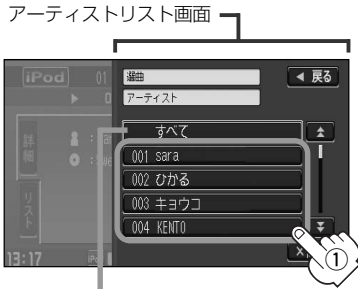 アーティストリスト画面
iPod 01 選曲 戻る
アーティスト
すべて
詳細
001 sara
002 ひかる
003 キョウコ
リスト
004 KENTO
13:17
①